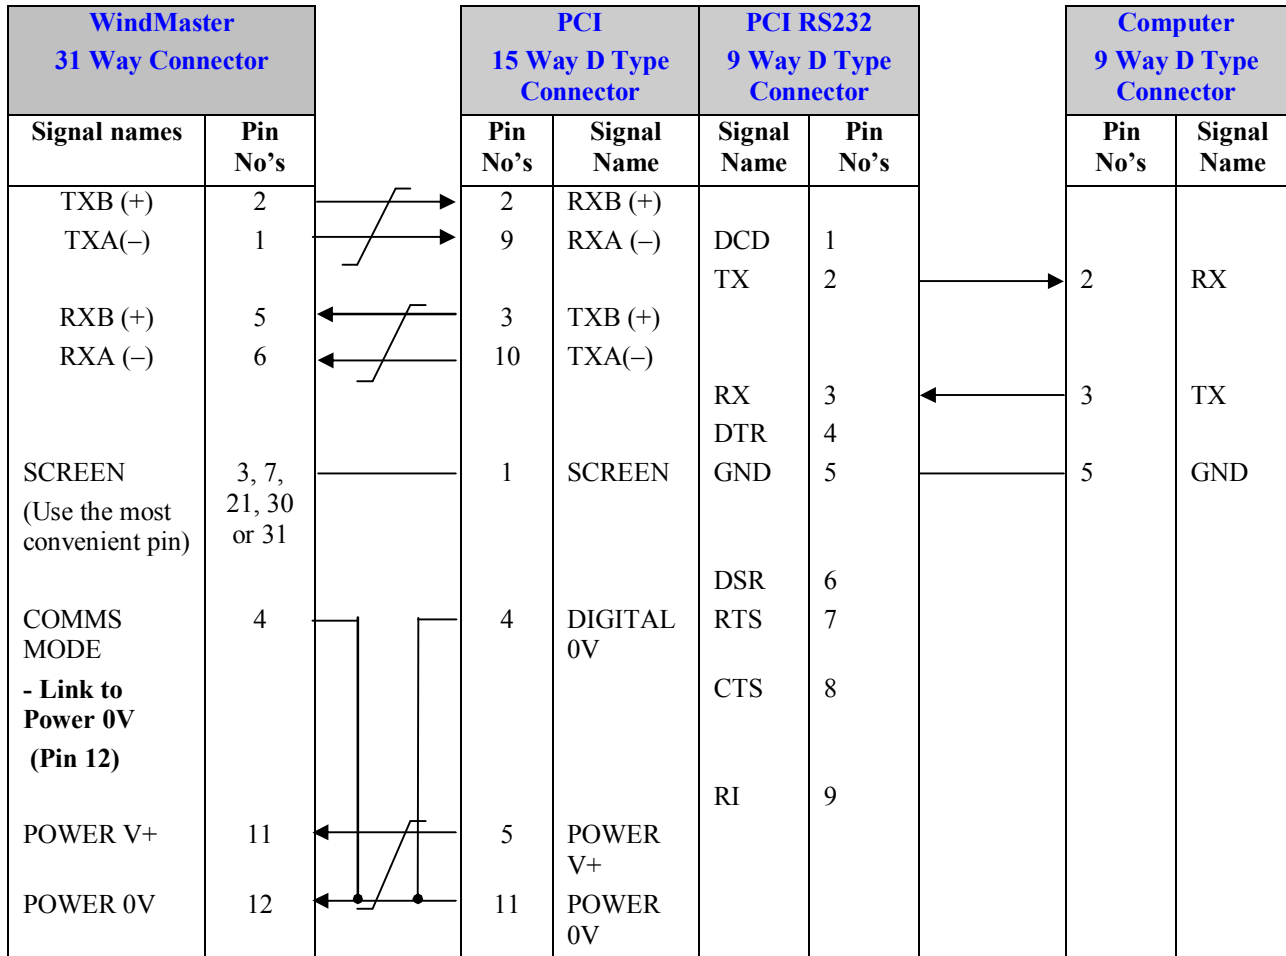 WindMaster
31 Way Connector
PCI
15 Way D Type
Connector
PCI RS232
9 Way D Type
Connector
Computer
9 Way D Type
Connector
Signal names
Pin
No’s
Pin
No’s
Signal
Name
Signal
Name
Pin
No’s
Pin
No’s
Signal
Name
TXB (+) 2 2 RXB (+)
TXA(–) 1 9 RXA (–) DCD 1
TX 2 2 RX
RXB (+) 5 3 TXB (+)
RXA (–) 6 10 TXA(–)
RX 3 3 TX
DTR 4
SCREEN 3, 7, 1 SCREEN GND 5 5 GND
(Use the most 21, 30
convenient pin) or 31
DSR 6
COMMS 4 4 DIGITAL RTS 7
MODE 0V
- Link to CTS 8
Power 0V
(Pin 12)
RI 9
POWER V+ 11 5 POWER
V+
POWER 0V 12 11 POWER
0V